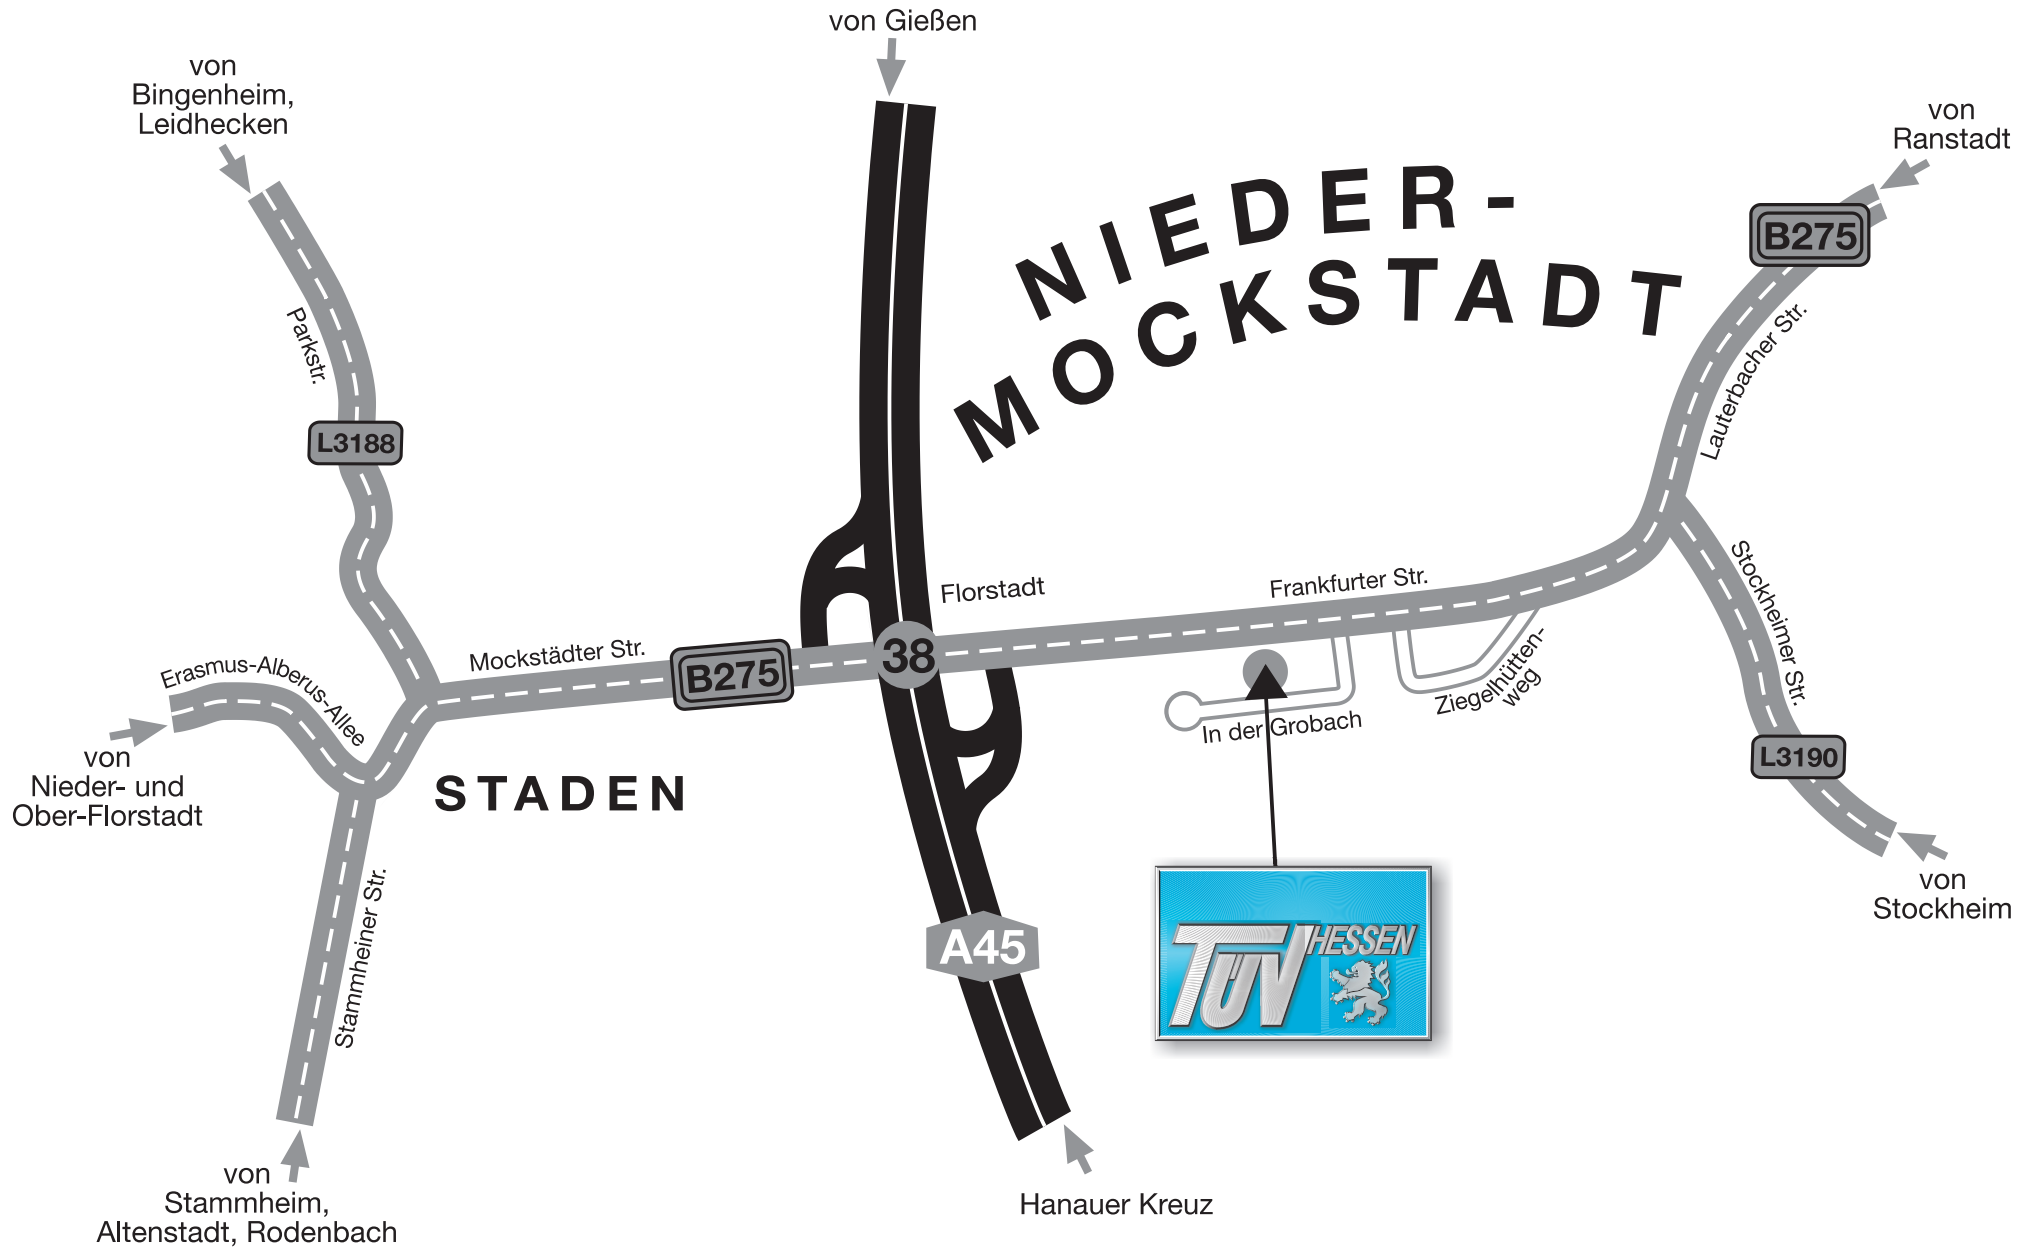 von Gießen
von
Bingenheim,
Leidhecken
von
Ranstadt
NIEDER-
MOCKSTADT
B275
Parkstr.
Lauterbacher Str.
L3188
Florstadt
Frankfurter Str.
Stockheimer Str.
Mockstädter Str.
B275
38
Erasmus-Alberus-Allee
Ziegelhütten-
weg
In der Grobach
L3190
von
Nieder- und
Ober-Florstadt
STADEN
von
Stockheim
Stammheiner Str.
A45
TÜV HESSEN
von
Stammheim,
Altenstadt, Rodenbach
Hanauer Kreuz